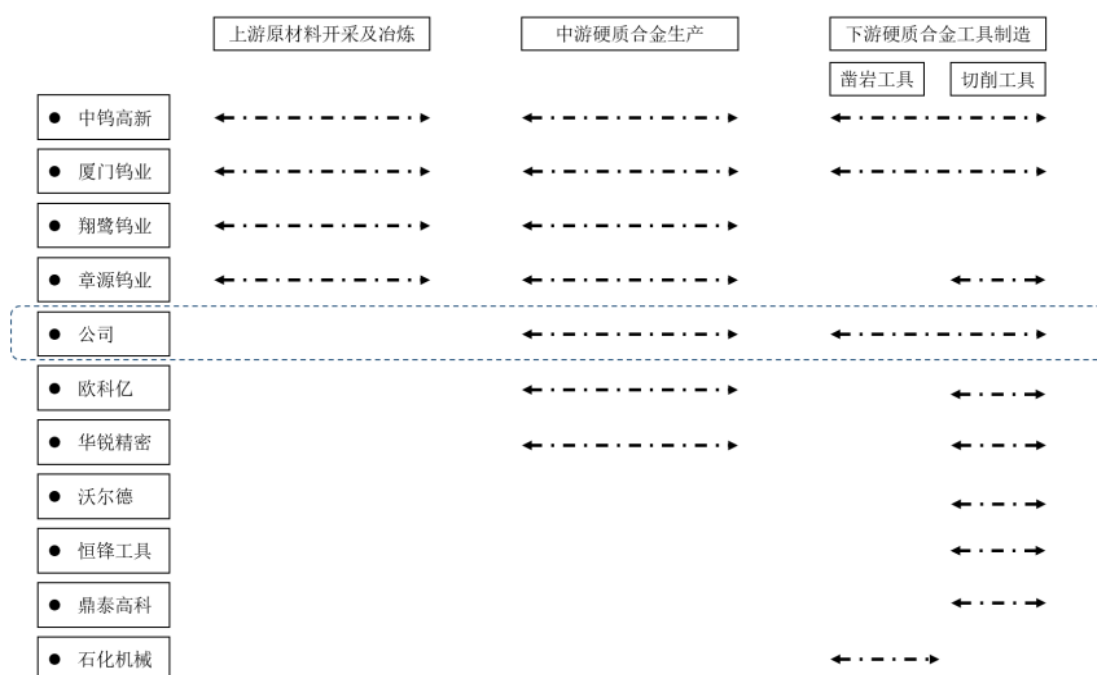 上游原材料开采及冶炼 中游硬质合金生产 下游硬质合金工具制造
凿岩工具 切削工具
● 中钨高新
● 厦门钨业
● 翔鹭钨业
● 章源钨业
● 公司
● 欧科亿
● 华锐精密
● 沃尔德
● 恒锋工具
● 鼎泰高科
● 石化机械